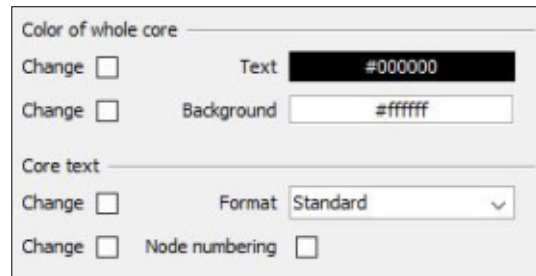 Color of whole core
Change Text #000000
Change Background #ffffff
Core text
Change Format Standard
Change Node numbering